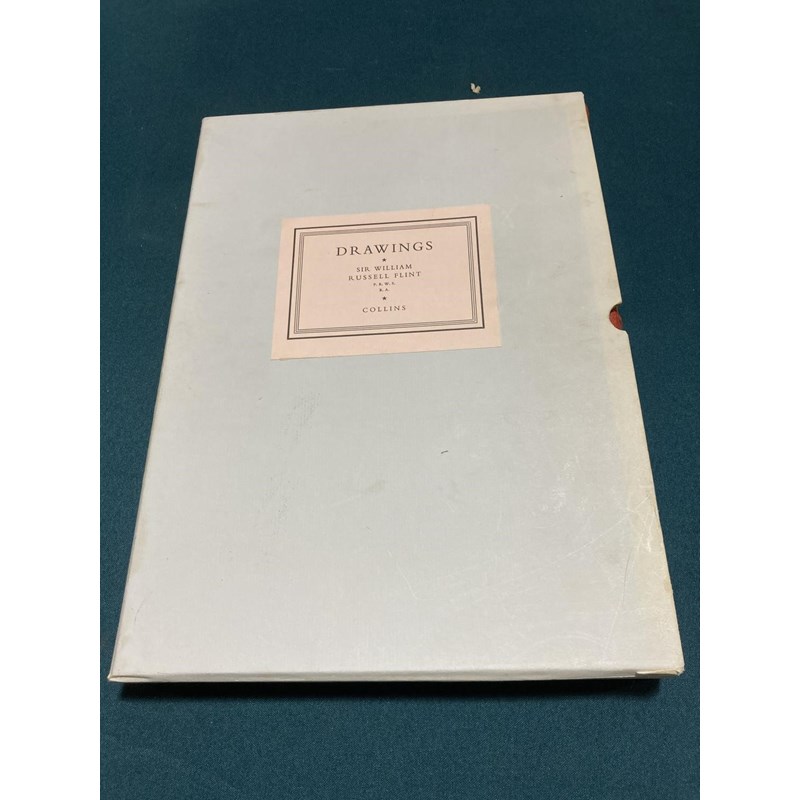 DRAWINGS
SIR WILLIAM
RUSSELL FLINT
P. R. W. S.
R. A.
COLLINS